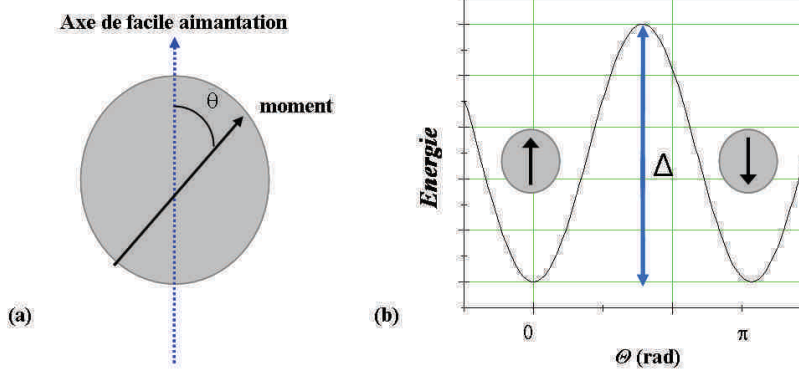 Axe de facile aimantation
θ
moment
(a)
Energie
Δ
0
π
Θ (rad)
(b)